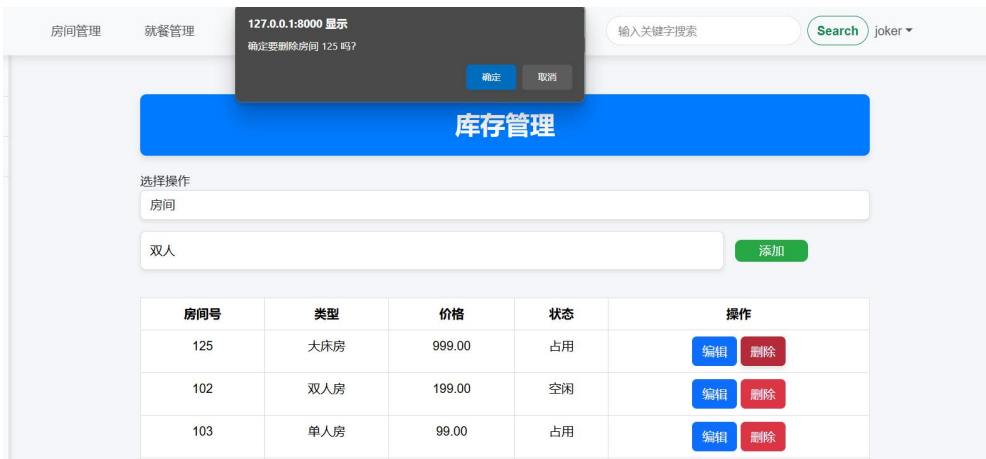 房间管理 就餐管理 127.0.0.1:8000 显示 输入关键字搜索 Search joker
确定要删除房间 125 吗?
确定 取消
库存管理
选择操作
房间
双人 添加
房间号 类型 价格 状态 操作
125 大床房 999.00 占用 编辑 删除
102 双人房 199.00 空闲 编辑 删除
103 单人房 99.00 占用 编辑 删除